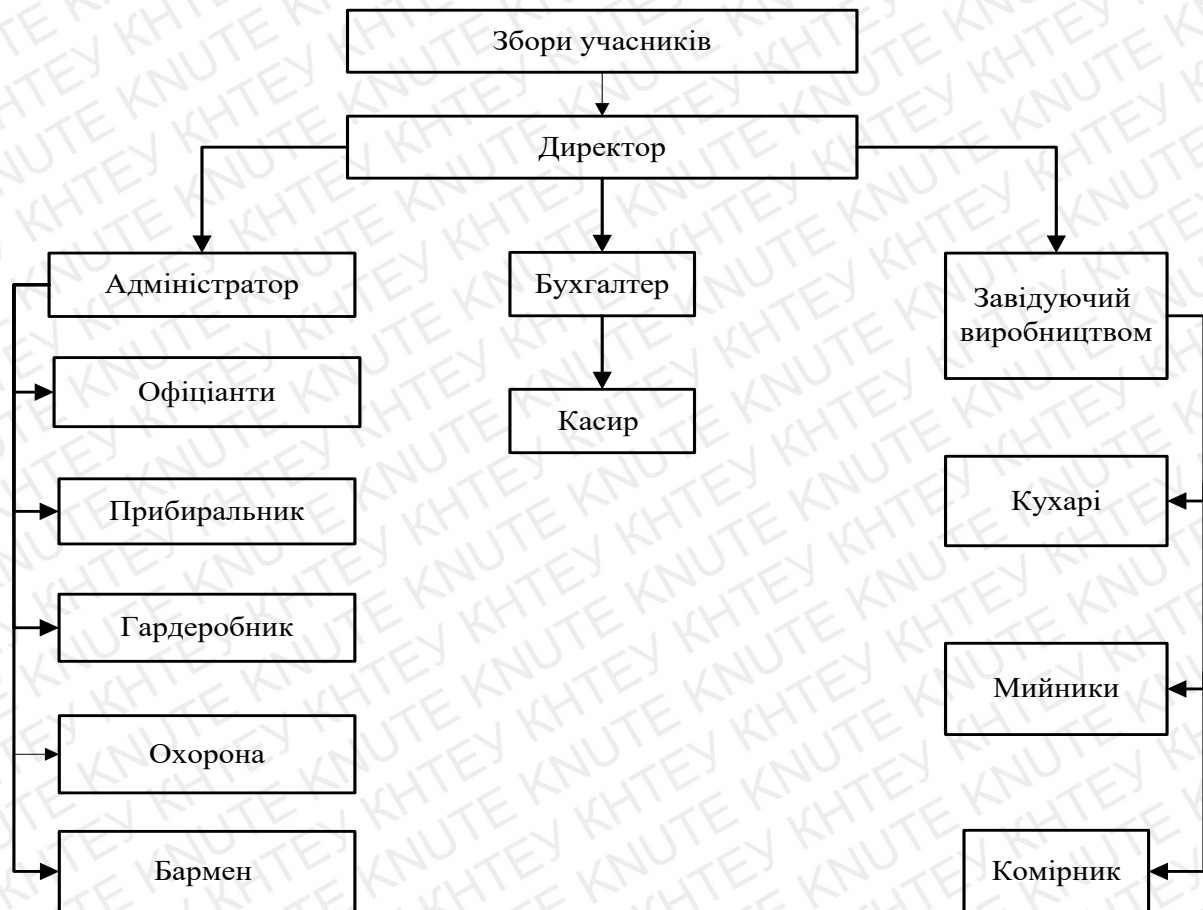 Збори учасників
Директор
Адміністратор
Бухгалтер
Завідуючий
виробництвом
Офіціанти
Касир
Прибиральник
Кухарі
Гардеробник
Мийники
Охорона
Бармен
Комірник